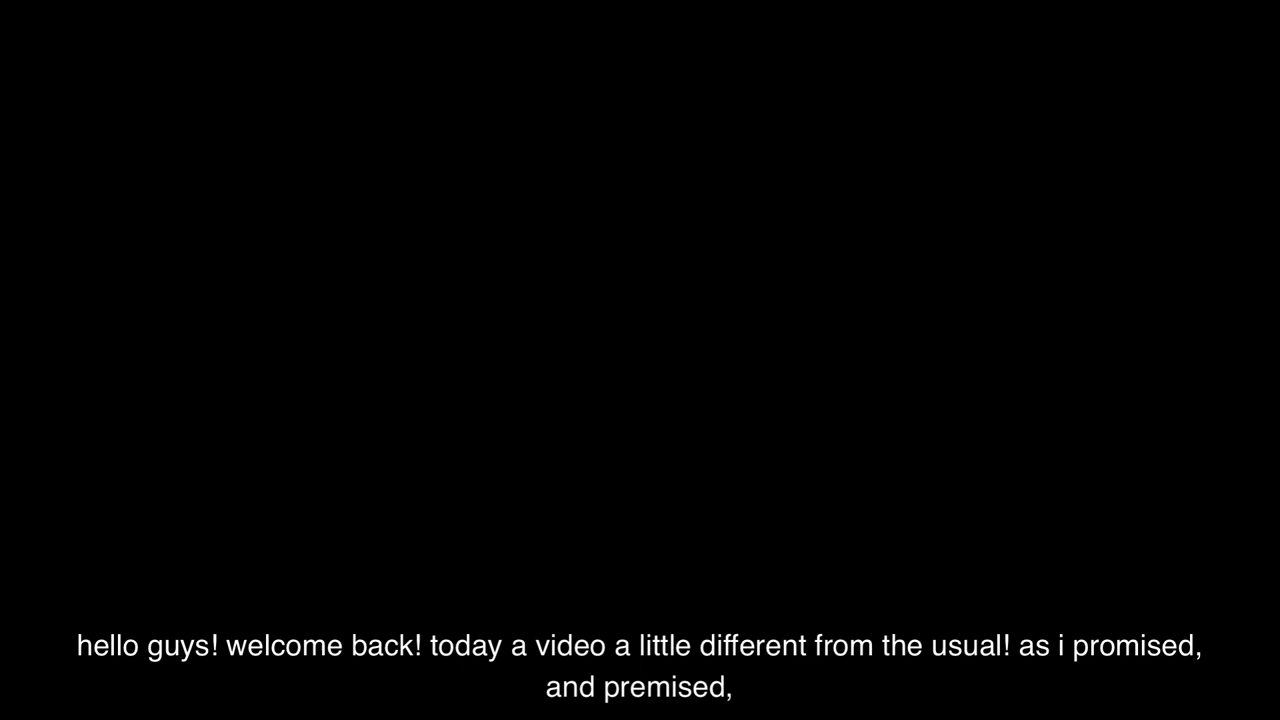 hello guys! welcome back! today a video a little different from the usual! as i promised,
and premised,